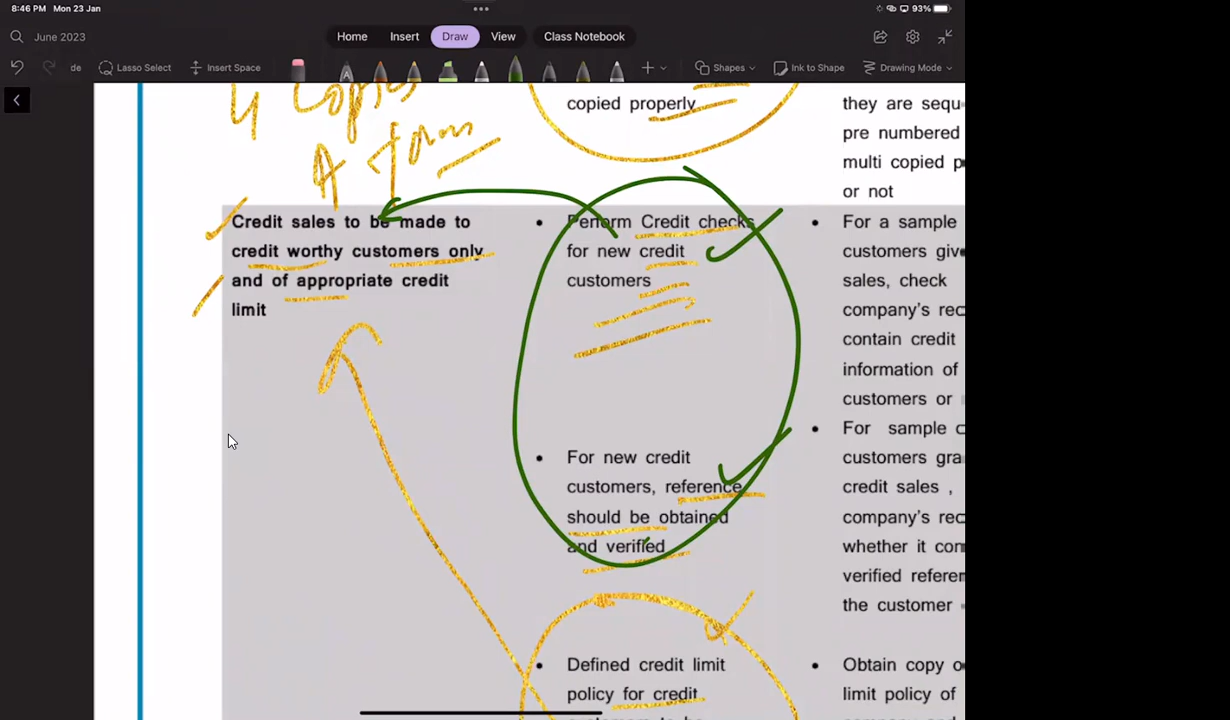 8:46 PM Mon 23 Jan
93%
June 2023
Home Insert Draw View Class Notebook
de Lasso Select Insert Space Shapes Ink to Shape Drawing Mode
4 Copies
A form
copied properly
they are sequ
pre numbered
multi copied p
or not
Credit sales to be made to
credit worthy customers only
and of appropriate credit
limit
• Perform Credit checks
for new credit
customers
• For new credit
customers, reference
should be obtained
and verified
• Defined credit limit
policy for credit
• For a sample
customers give
sales, check
company's rec
contain credit
information of
customers or
• For sample c
customers gra
credit sales ,
company's rec
whether it con
verified referen
the customer
• Obtain copy o
limit policy of